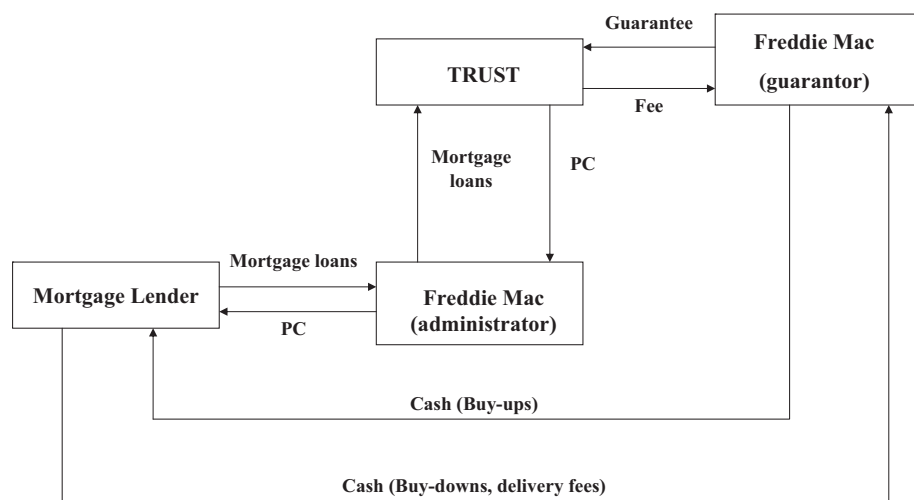 Guarantee
Freddie Mac
(guarantor)
TRUST
Fee
Mortgage
loans
PC
Mortgage loans
Mortgage Lender
Freddie Mac
(administrator)
PC
Cash (Buy-ups)
Cash (Buy-downs, delivery fees)